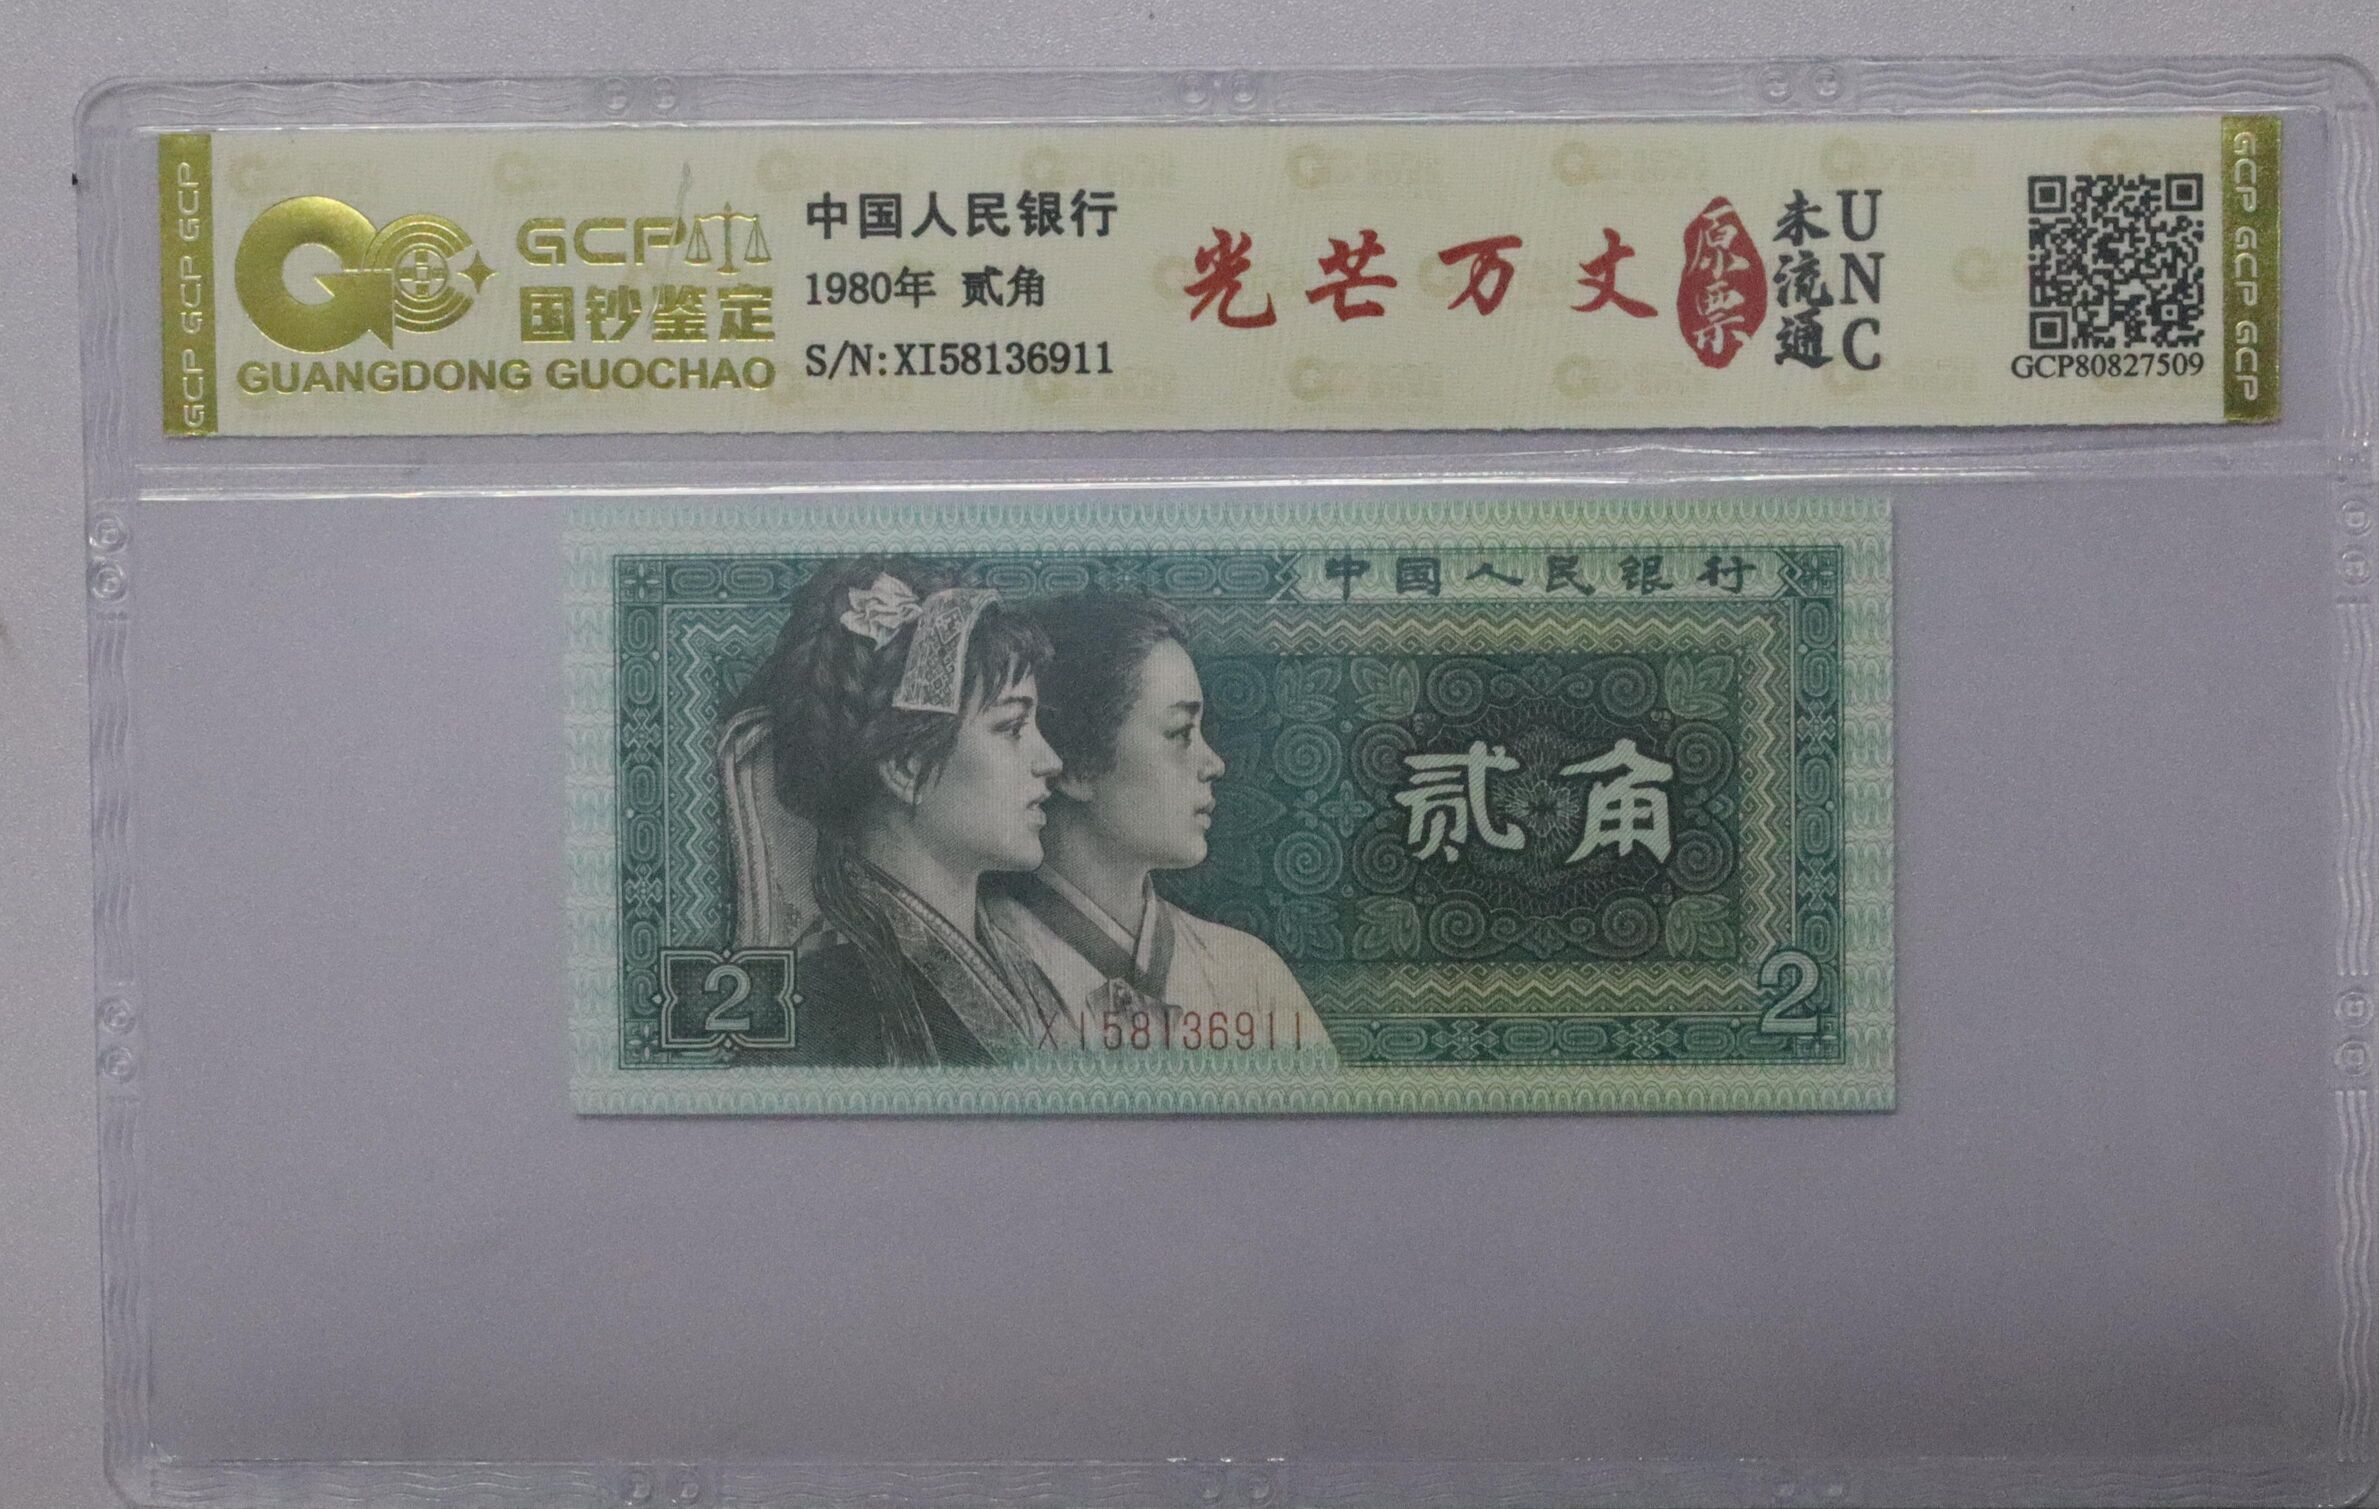 GCP GCP GCP
GCP
国钞鉴定
GUANGDONG GUOCHAO
中国人民银行
1980年 贰角
S/N:XI58136911
光芒万丈
原票
未流通
UNC
GCP80827509
GCP GCP GCP
中国人民银行
贰角
2
XI58136911
2